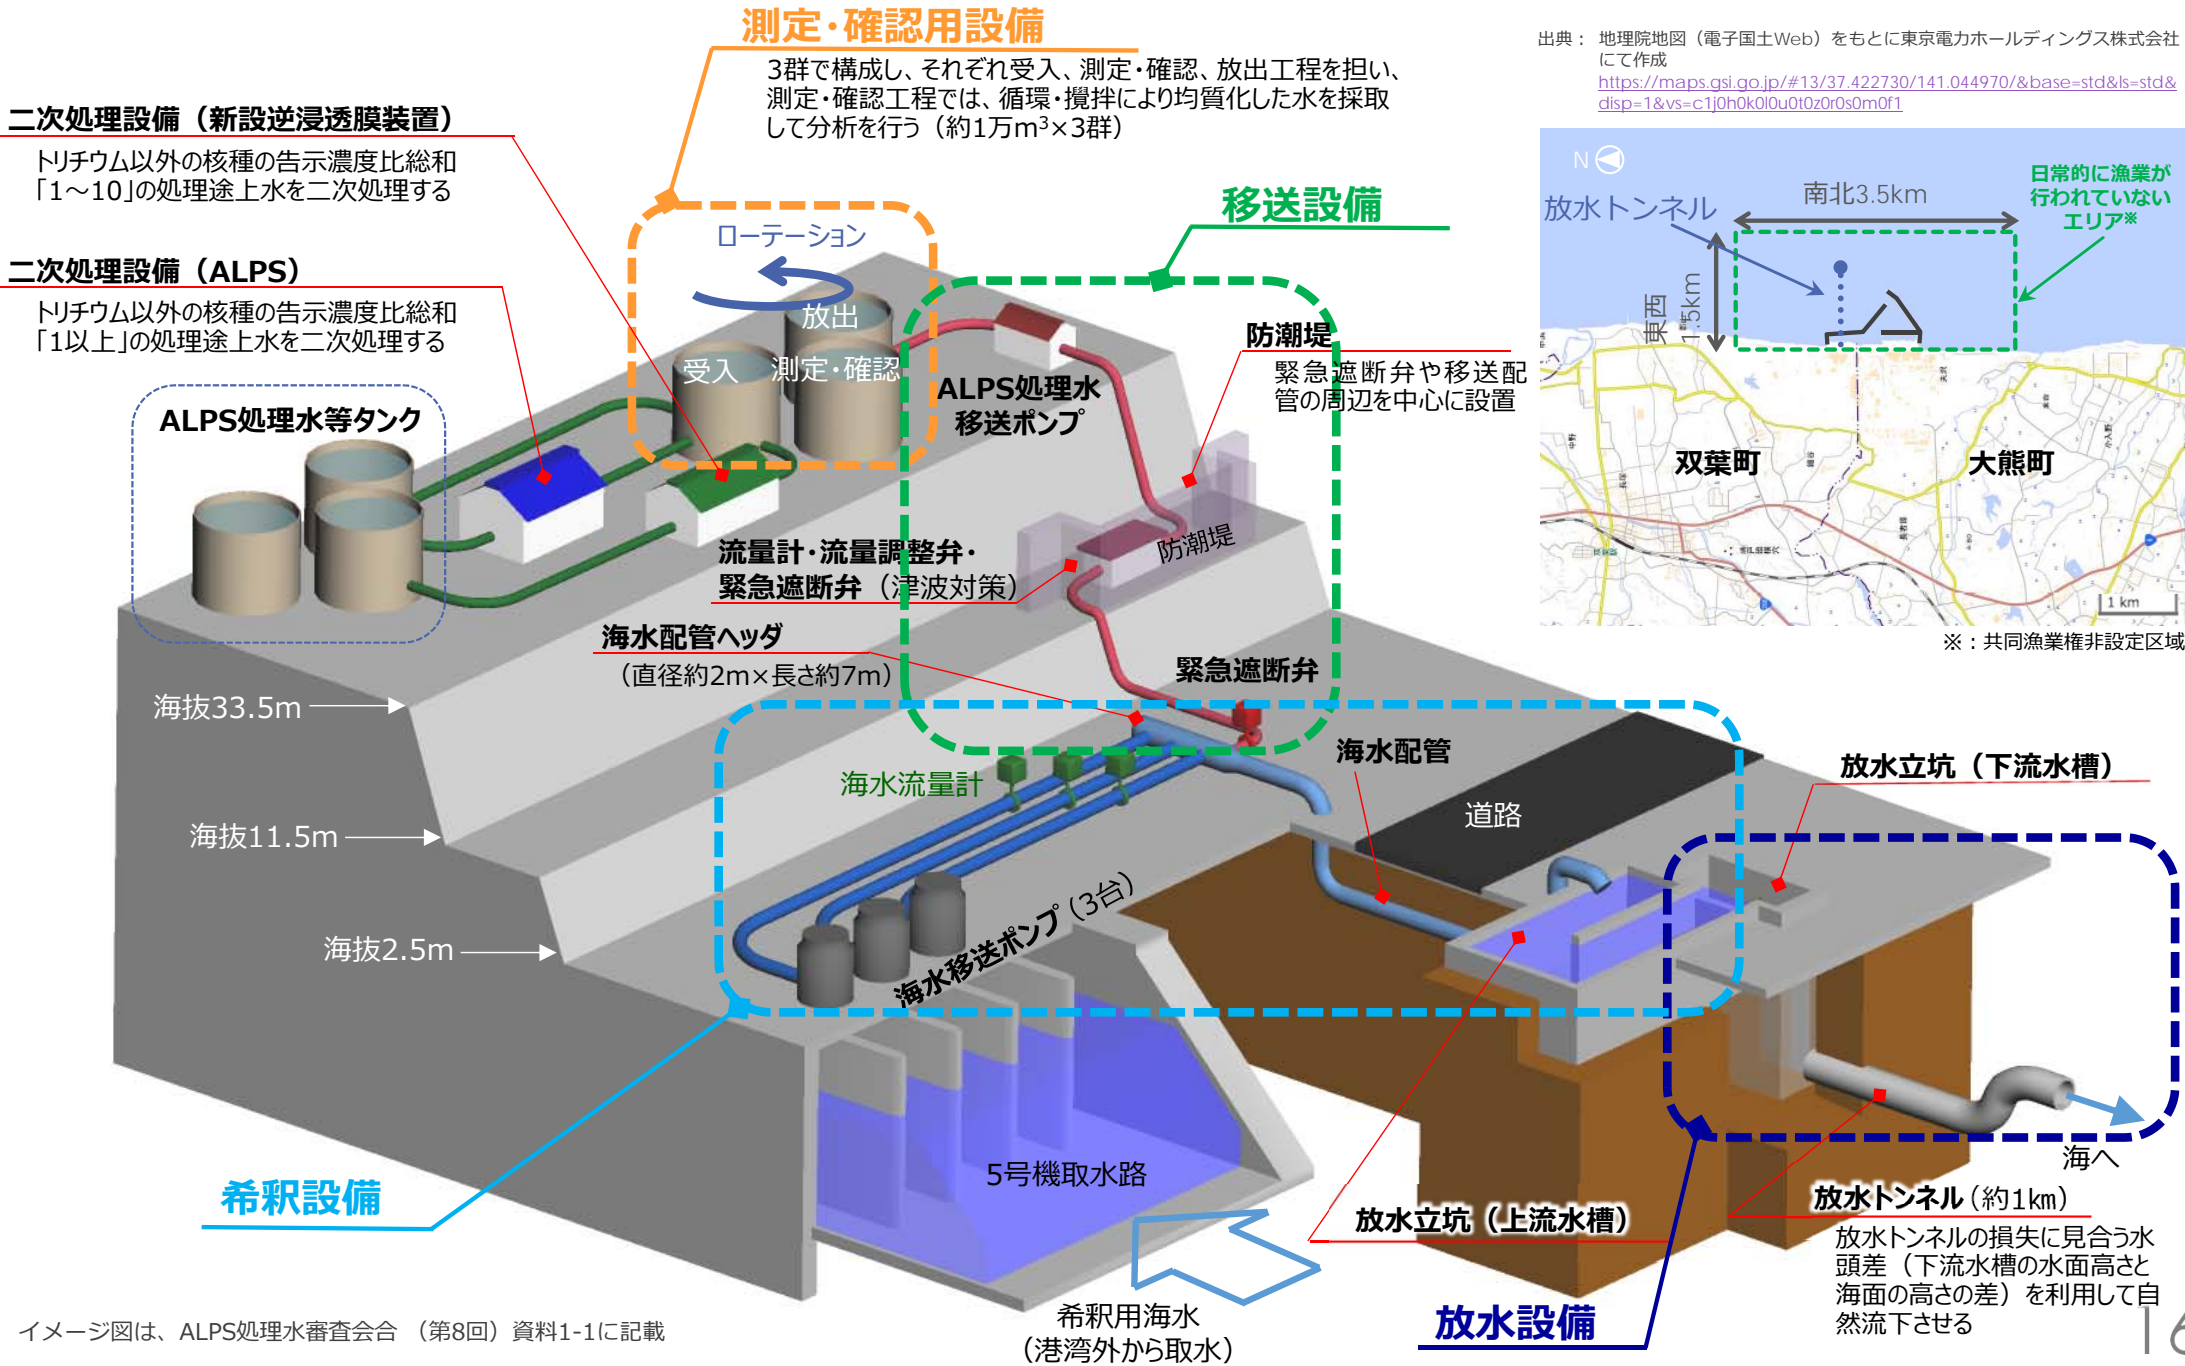 測定・確認用設備
3群で構成し、それぞれ受入、測定・確認、放出工程を担い、
測定・確認工程では、循環・攪拌により均質化した水を採取
して分析を行う（約1万m³×3群）
出典： 地理院地図（電子国土Web）をもとに東京電力ホールディングス株式会社
にて作成
https://maps.gsi.go.jp/#13/37.422730/141.044970/&base=std&ls=std&
disp=1&vs=c1j0h0k0l0u0t0z0r0s0m0f1
二次処理設備（新設逆浸透膜装置）
トリチウム以外の核種の告示濃度比総和
「1～10」の処理途上水を二次処理する
二次処理設備（ALPS）
トリチウム以外の核種の告示濃度比総和
「1以上」の処理途上水を二次処理する
ALPS処理水等タンク
ローテーション
放出
受入
測定・確認
移送設備
ALPS処理水
移送ポンプ
防潮堤
緊急遮断弁や移送配
管の周辺を中心に設置
防潮堤
流量計・流量調整弁・
緊急遮断弁（津波対策）
海水配管ヘッダ
（直径約2m×長さ約7m）
緊急遮断弁
N
放水トンネル
南北3.5km
日常的に漁業が
行われていない
エリア※
東西
1.5km
双葉町
大熊町
1 km
※：共同漁業権非設定区域
海抜33.5m
海抜11.5m
海抜2.5m
海水流量計
海水配管
道路
放水立坑（下流水槽）
海水移送ポンプ（3台）
5号機取水路
希釈設備
希釈用海水
（港湾外から取水）
放水立坑（上流水槽）
放水設備
海へ
放水トンネル（約1km）
放水トンネルの損失に見合う水
頭差（下流水槽の水面高さと
海面の高さの差）を利用して自
然流下させる
イメージ図は、ALPS処理水審査会合 （第8回）資料1-1に記載
16